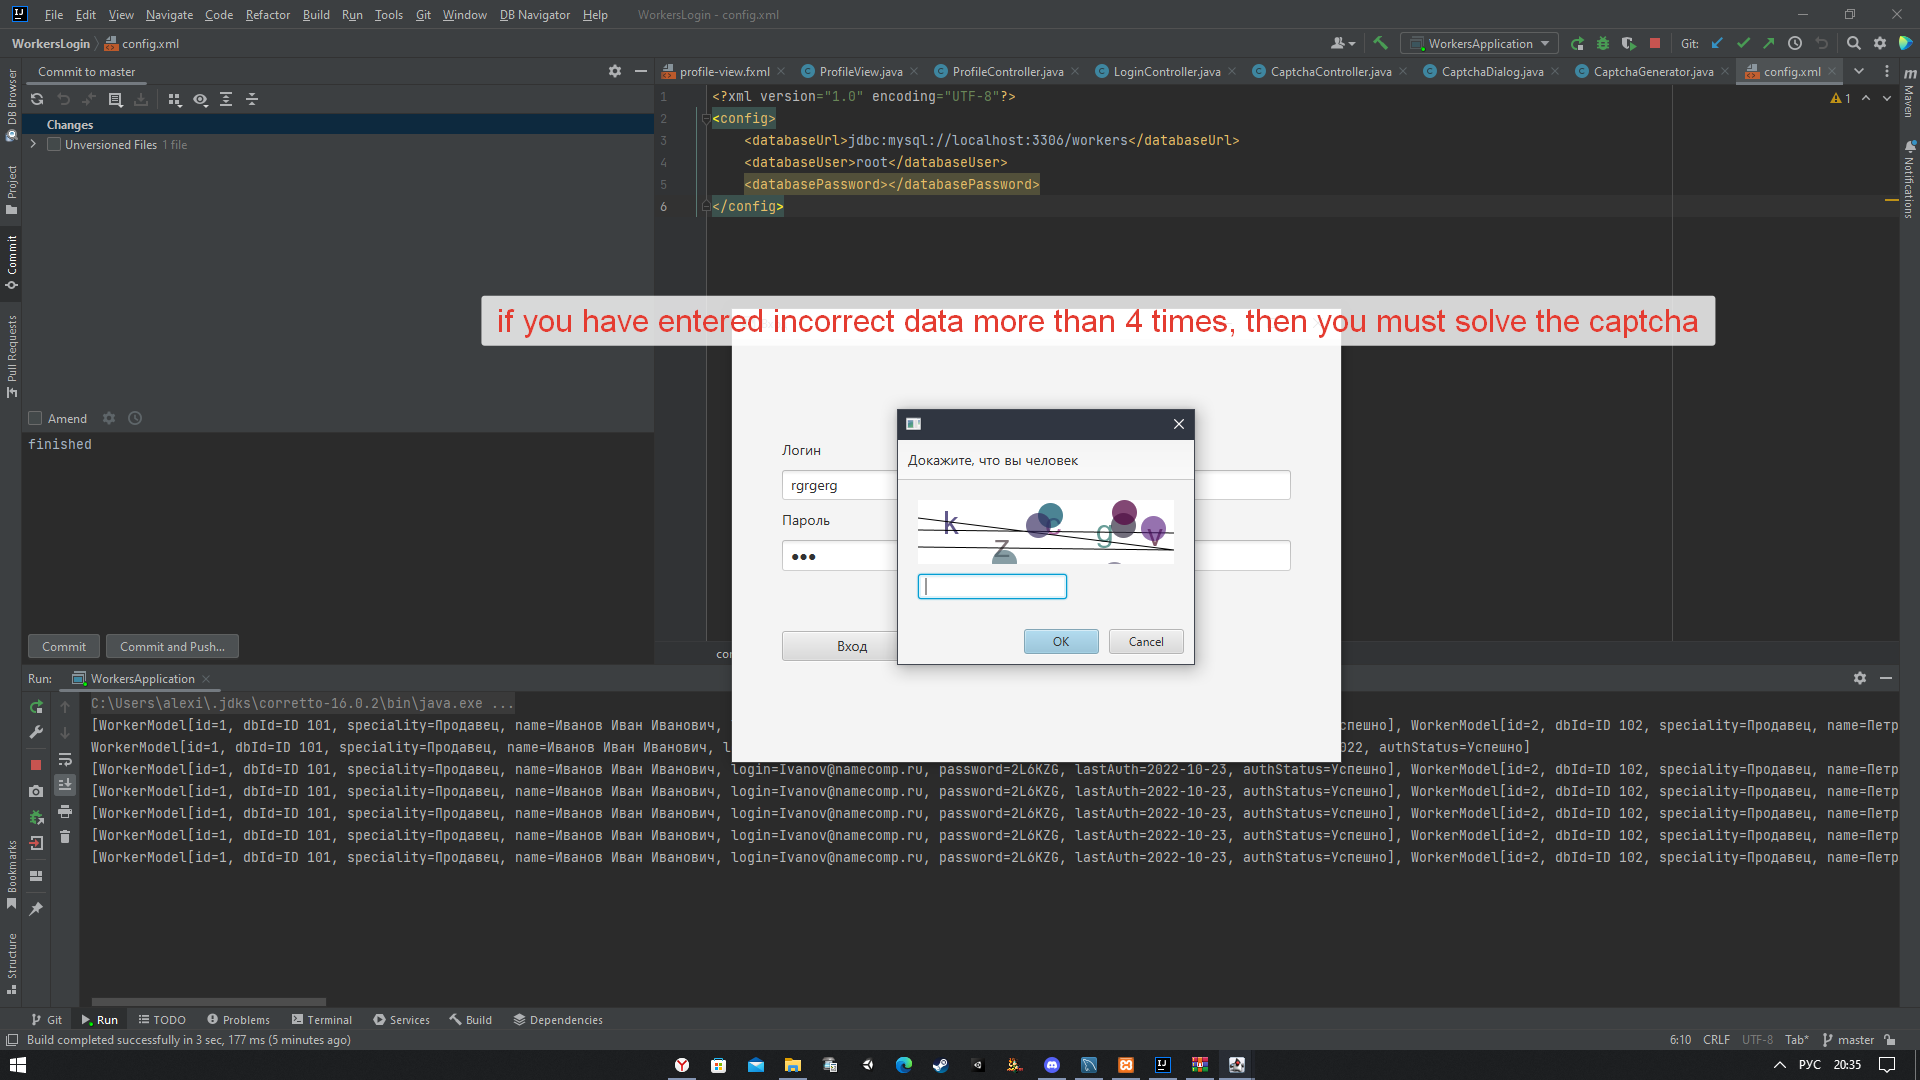 File Edit View Navigate Code Refactor Build Run Tools Git Window DB Navigator Help WorkersLogin - config.xml
WorkersLogin config.xml WorkersApplication Git:
Commit to master
profile-view.fxml ProfileView.java ProfileController.java LoginController.java CaptchaController.java CaptchaDialog.java CaptchaGenerator.java config.xml
DB Browser
Project
Commit
Pull Requests
Bookmarks
Structure
Maven
Notifications
Changes
Unversioned Files 1 file
Amend
finished
Commit Commit and Push...
1 <?xml version="1.0" encoding="UTF-8"?>
2 <config>
3 <databaseUrl>jdbc:mysql://localhost:3306/workers</databaseUrl>
4 <databaseUser>root</databaseUser>
5 <databasePassword></databasePassword>
6 </config>
1
if you have entered incorrect data more than 4 times, then you must solve the captcha
Логин
rgrgerg
Пароль
Вход
Докажите, что вы человек
k z c g v
OK Cancel
Run: WorkersApplication
C:\Users\alexi\.jdks\corretto-16.0.2\bin\java.exe ...
[WorkerModel[id=1, dbId=ID 101, speciality=Продавец, name=Иванов Иван Иванович, спешно], WorkerModel[id=2, dbId=ID 102, speciality=Продавец, name=Петр
WorkerModel[id=1, dbId=ID 101, speciality=Продавец, name=Иванов Иван Иванович, l 022, authStatus=Успешно]
[WorkerModel[id=1, dbId=ID 101, speciality=Продавец, name=Иванов Иван Иванович, login=Ivanov@namecomp.ru, password=2L6KZG, lastAuth=2022-10-23, authStatus=Успешно], WorkerModel[id=2, dbId=ID 102, speciality=Продавец, name=Петр
[WorkerModel[id=1, dbId=ID 101, speciality=Продавец, name=Иванов Иван Иванович, login=Ivanov@namecomp.ru, password=2L6KZG, lastAuth=2022-10-23, authStatus=Успешно], WorkerModel[id=2, dbId=ID 102, speciality=Продавец, name=Петр
[WorkerModel[id=1, dbId=ID 101, speciality=Продавец, name=Иванов Иван Иванович, login=Ivanov@namecomp.ru, password=2L6KZG, lastAuth=2022-10-23, authStatus=Успешно], WorkerModel[id=2, dbId=ID 102, speciality=Продавец, name=Петр
[WorkerModel[id=1, dbId=ID 101, speciality=Продавец, name=Иванов Иван Иванович, login=Ivanov@namecomp.ru, password=2L6KZG, lastAuth=2022-10-23, authStatus=Успешно], WorkerModel[id=2, dbId=ID 102, speciality=Продавец, name=Петр
[WorkerModel[id=1, dbId=ID 101, speciality=Продавец, name=Иванов Иван Иванович, login=Ivanov@namecomp.ru, password=2L6KZG, lastAuth=2022-10-23, authStatus=Успешно], WorkerModel[id=2, dbId=ID 102, speciality=Продавец, name=Петр
Git Run TODO Problems Terminal Services Build Dependencies
Build completed successfully in 3 sec, 177 ms (5 minutes ago) 6:10 CRLF UTF-8 Tab* master
РУС 20:35